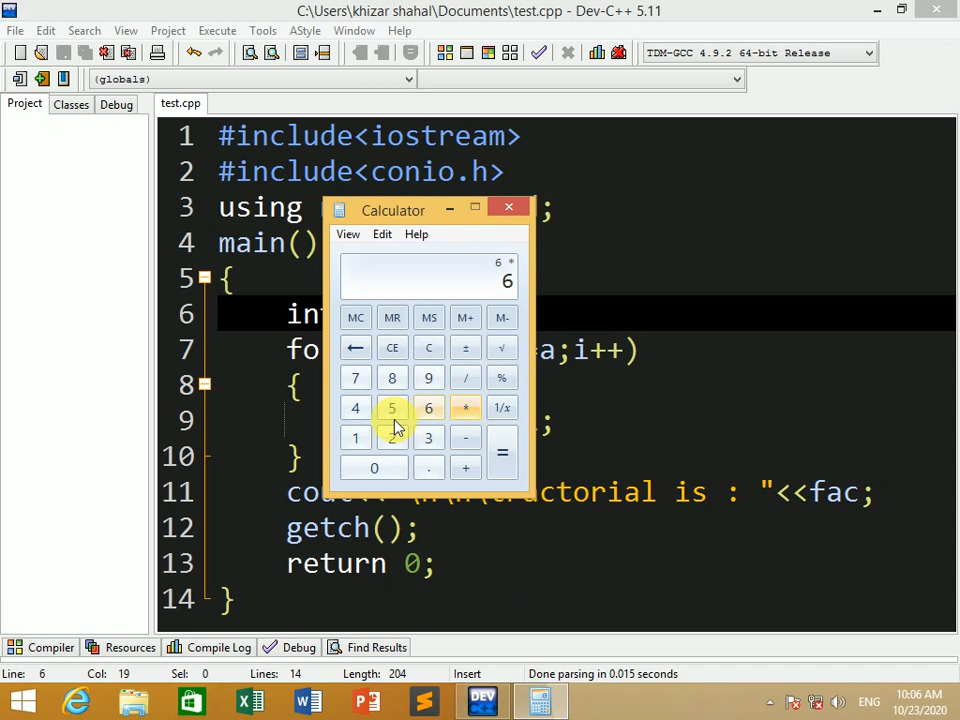 C:\Users\khizar shahal\Documents\test.cpp - Dev-C++ 5.11
File Edit Search View Project Execute Tools AStyle Window Help
TDM-GCC 4.9.2 64-bit Release
(globals)
Project Classes Debug test.cpp
1 #include<iostream>
2 #include<conio.h>
3 using ;
4 main()
5 {
6
7 =a;i++)
8 {
9 ;
10 }
11 factorial is : "<<fac;
12 getch();
13 return 0;
14 }
Calculator
View Edit Help
6 *
6
MC MR MS M+ M-
← CE C ± √
7 8 9 / %
4 5 6 * 1/x
1 2 3 - =
0 . +
Compiler Resources Compile Log Debug Find Results
Line: 6 Col: 19 Sel: 0 Lines: 14 Length: 204 Insert Done parsing in 0.015 seconds
DEV
ENG
10:06 AM
10/23/2020